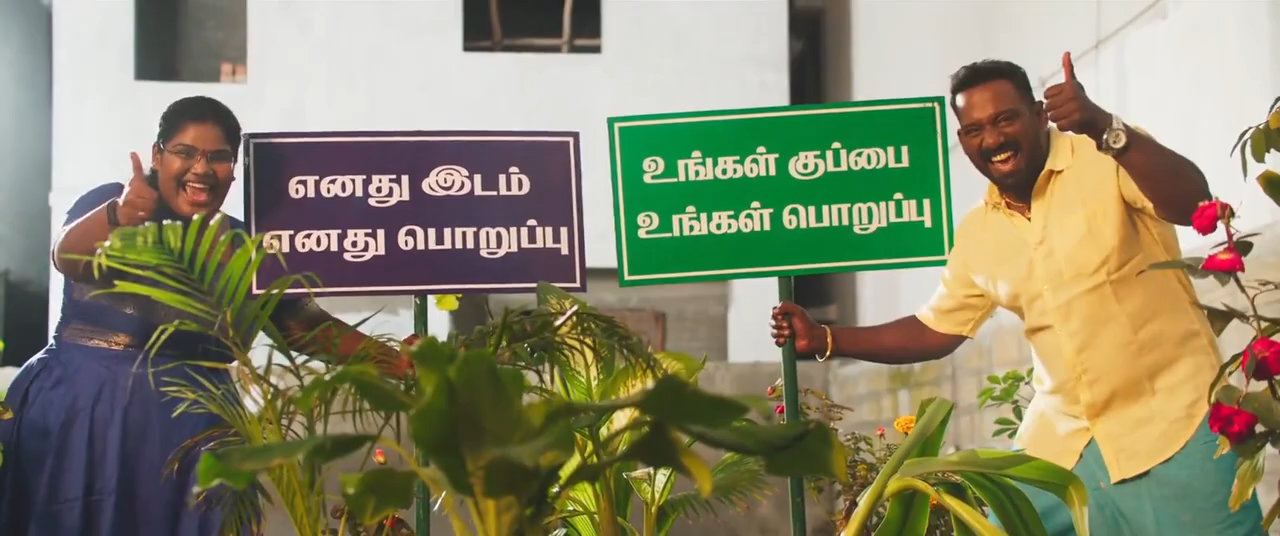 எனது இடம்
எனது பொறுப்பு
உங்கள் குப்பை
உங்கள் பொறுப்பு